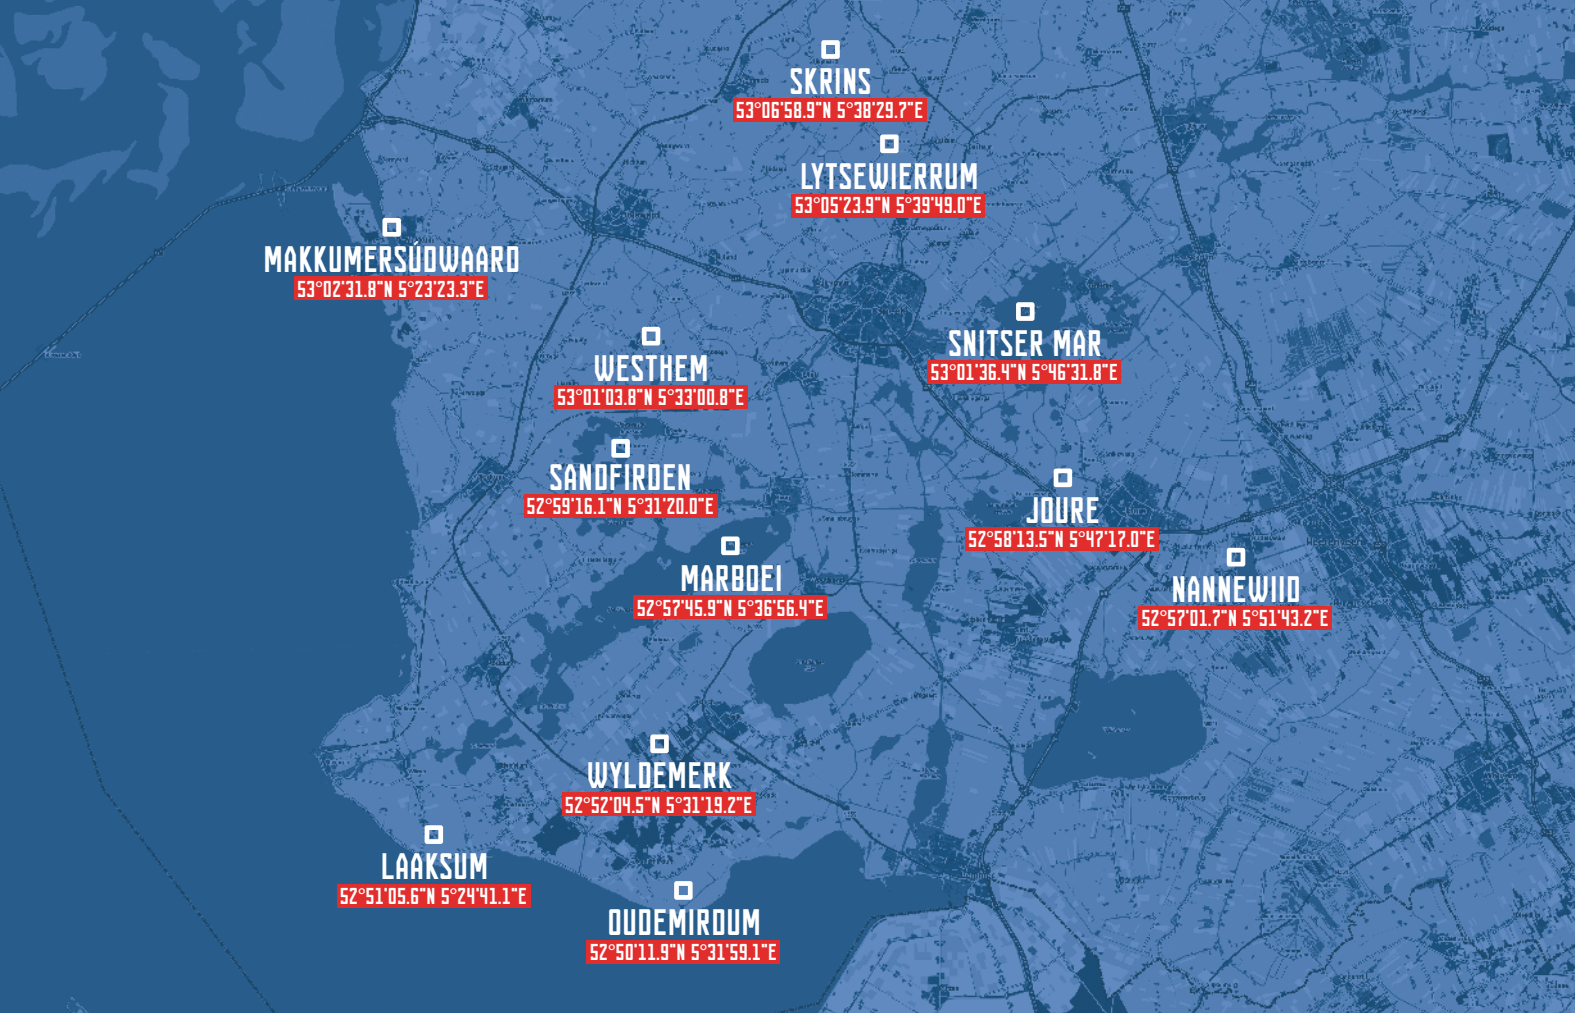 SKRINS
53°06'58.9"N 5°38'29.7"E
LYTSEWIERRUM
53°05'23.9"N 5°39'49.0"E
MAKKUMERSÚDWAARD
53°02'31.8"N 5°23'23.3"E
SNITSER MAR
53°01'36.4"N 5°46'31.8"E
WESTHEM
53°01'03.8"N 5°33'00.8"E
SANDFIRDEN
52°59'16.1"N 5°31'20.0"E
JOURE
52°58'13.5"N 5°47'17.0"E
MARBOEI
52°57'45.9"N 5°36'56.4"E
NANNEWIID
52°57'01.7"N 5°51'43.2"E
WYLDEMERK
52°52'04.5"N 5°31'19.2"E
LAAKSUM
52°51'05.6"N 5°24'41.1"E
OUDEMIRDUM
52°50'11.9"N 5°31'59.1"E